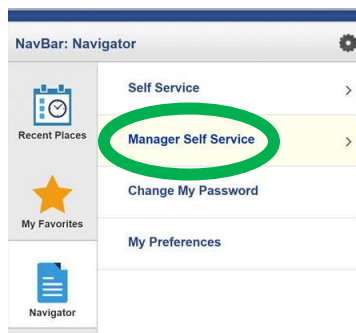 NavBar: Navigator
Recent Places
My Favorites
Navigator
Self Service
Manager Self Service
Change My Password
My Preferences